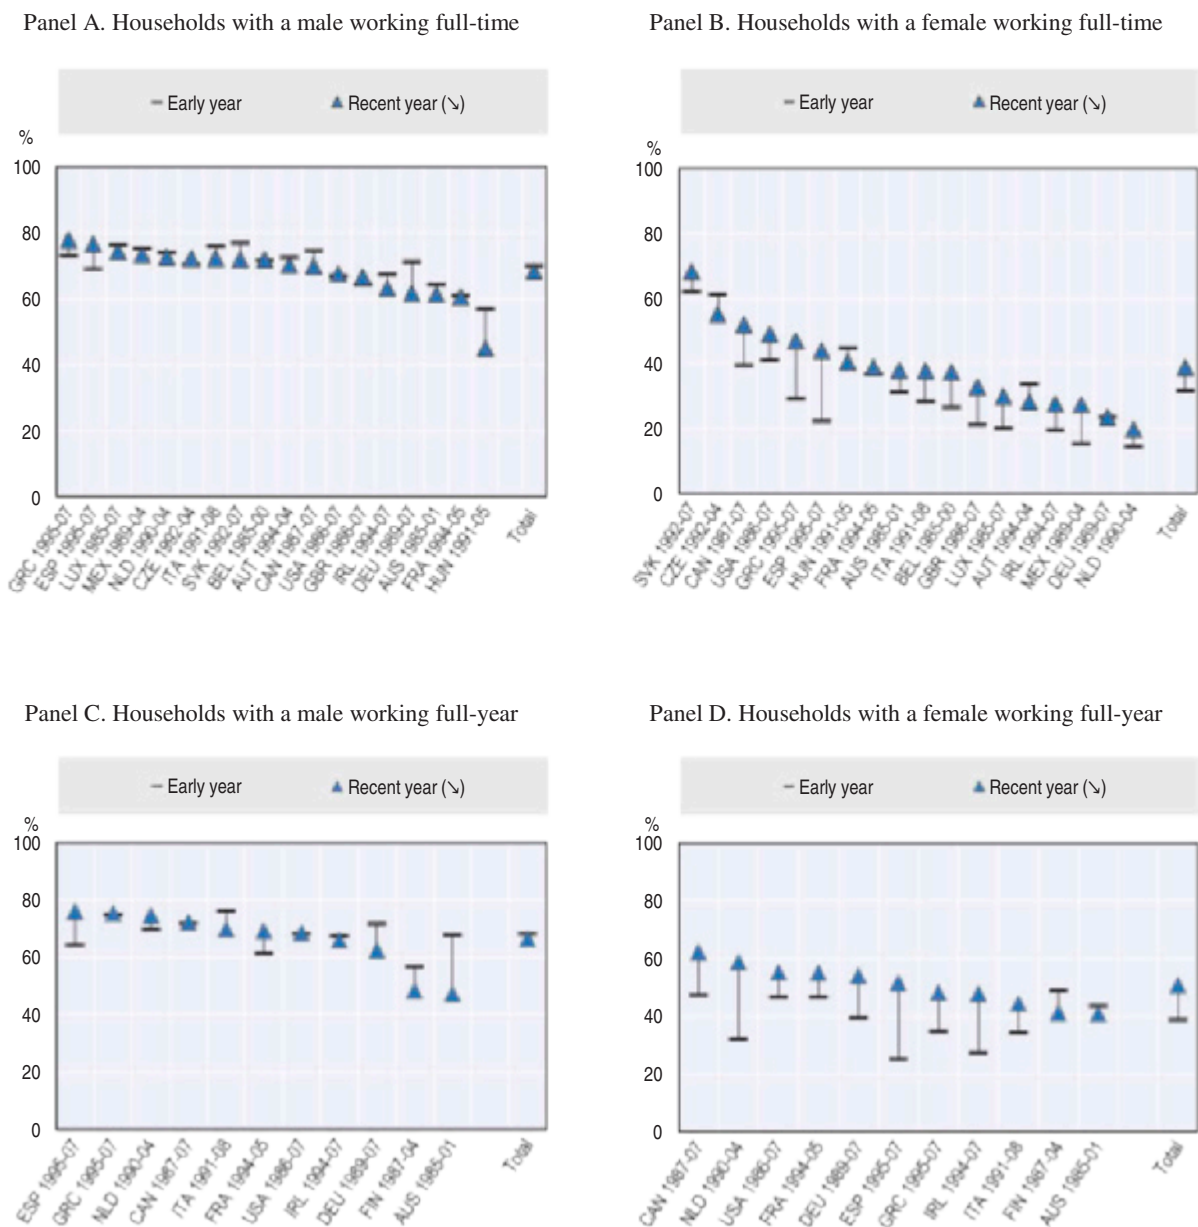 Panel A. Households with a male working full-time
Early year
Recent year (↘)
%
100
80
60
40
20
0
GRC 1995-07
ESP 1995-07
LUX 1985-07
MEX 1989-04
NLD 1990-04
CZE 1992-04
ITA 1991-08
SVK 1992-07
BEL 1985-00
AUT 1994-04
CAN 1987-07
USA 1986-07
GBR 1986-07
IRL 1994-07
DEU 1989-07
AUS 1985-01
FRA 1994-05
HUN 1991-05
Total
Panel B. Households with a female working full-time
Early year
Recent year (↘)
%
100
80
60
40
20
0
SVK 1992-07
CZE 1992-04
CAN 1987-07
USA 1986-07
GRC 1995-07
ESP 1995-07
HUN 1991-05
FRA 1994-05
AUS 1985-01
ITA 1991-08
BEL 1985-00
GBR 1986-07
LUX 1985-07
AUT 1994-04
IRL 1994-07
MEX 1989-04
DEU 1989-07
NLD 1990-04
Total
Panel C. Households with a male working full-year
Early year
Recent year (↘)
%
100
80
60
40
20
0
ESP 1995-07
GRC 1995-07
NLD 1990-04
CAN 1987-07
ITA 1991-08
FRA 1994-05
USA 1986-07
IRL 1994-07
DEU 1989-07
FIN 1987-04
AUS 1985-01
Total
Panel D. Households with a female working full-year
Early year
Recent year (↘)
%
100
80
60
40
20
0
CAN 1987-07
NLD 1990-04
USA 1986-07
FRA 1994-05
DEU 1989-07
ESP 1995-07
GRC 1995-07
IRL 1994-07
ITA 1991-08
FIN 1987-04
AUS 1985-01
Total